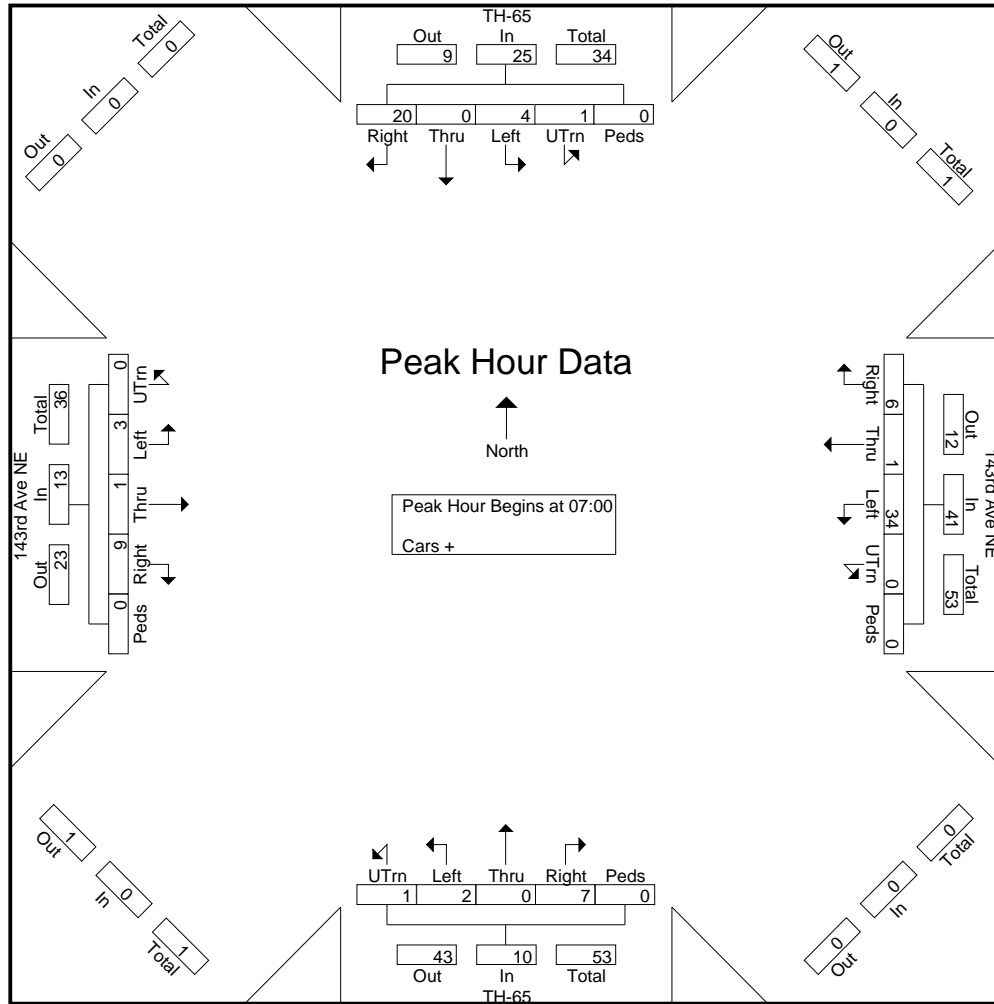 TH-65
Out In Total
9 25 34
20 0 4 1 0
Right Thru Left UTrn Peds
Total
0
In
0
Out
0
Out
1
In
0
Total
1
Peak Hour Data
North
Peak Hour Begins at 07:00
Cars +
143rd Ave NE
Out In Total
23 13 36
0 9 1 3 0
Peds Right Thru Left UTrn
143rd Ave NE
Out In Total
12 41 53
6 1 34 0 0
Right Thru Left UTrn Peds
1
Out
0
In
1
Total
0
Total
0
In
0
Out
UTrn Left Thru Right Peds
1 2 0 7 0
43 10 53
Out In Total
TH-65